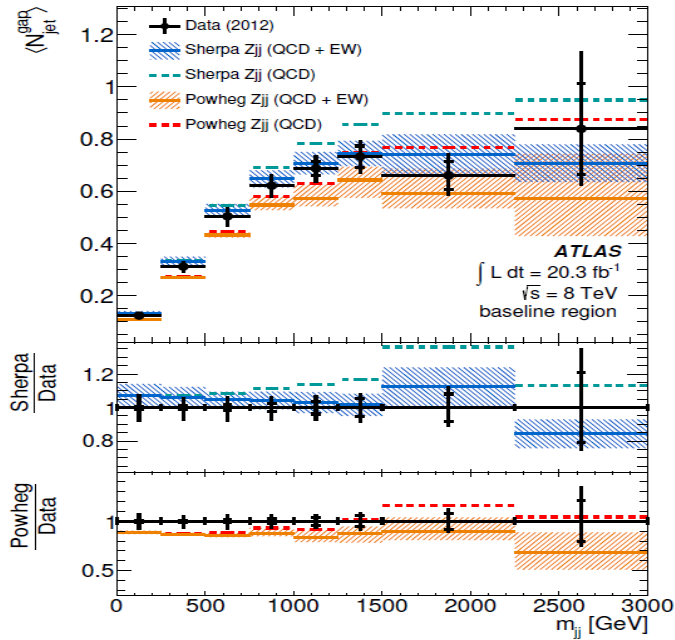 ⟨N_jet^gap⟩
1.2
1
0.8
0.6
0.4
0.2
Data (2012)
Sherpa Zjj (QCD + EW)
Sherpa Zjj (QCD)
Powheg Zjj (QCD + EW)
Powheg Zjj (QCD)
ATLAS
∫ L dt = 20.3 fb⁻¹
√s = 8 TeV
baseline region
Sherpa
Data
1.2
1
0.8
Powheg
Data
1
0.5
0 500 1000 1500 2000 2500 3000
m_jj [GeV]